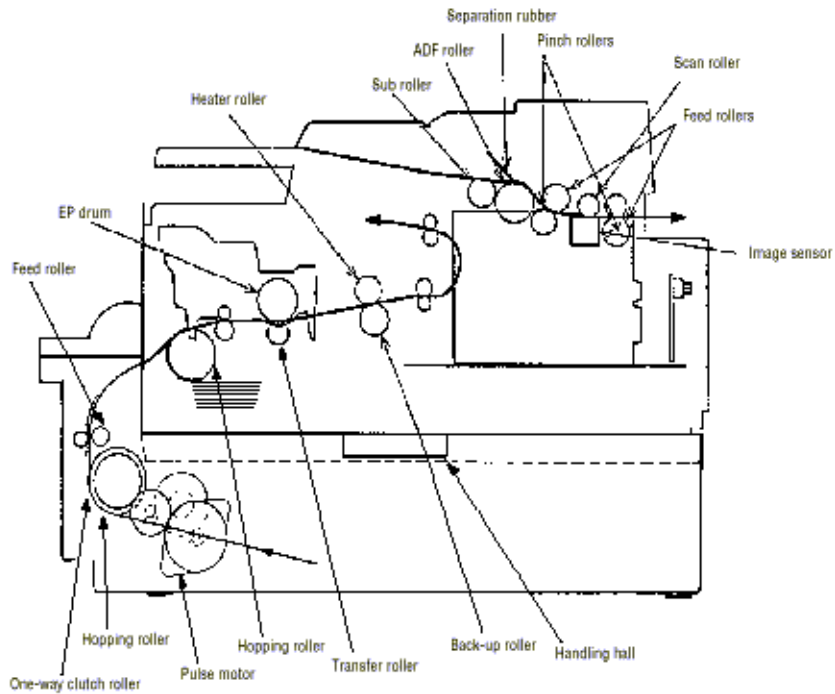 Separation rubber
Pinch rollers
ADF roller
Scan roller
Sub roller
Heater roller
Feed rollers
EP drum
Image sensor
Feed roller
Hopping roller
Hopping roller
Back-up roller
Handling hall
Transfer roller
Pulse motor
One-way clutch roller